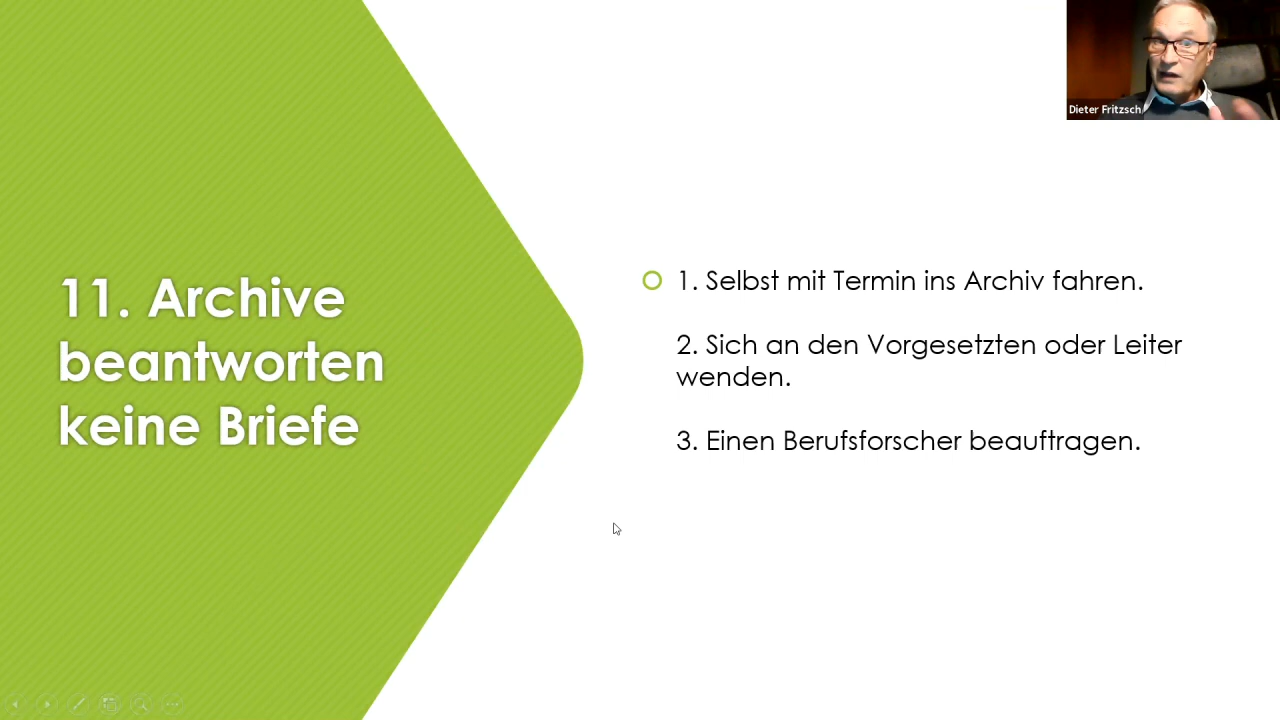 11. Archive
beantworten
keine Briefe
1. Selbst mit Termin ins Archiv fahren.
2. Sich an den Vorgesetzten oder Leiter
wenden.
3. Einen Berufsforscher beauftragen.
Dieter Fritzsch